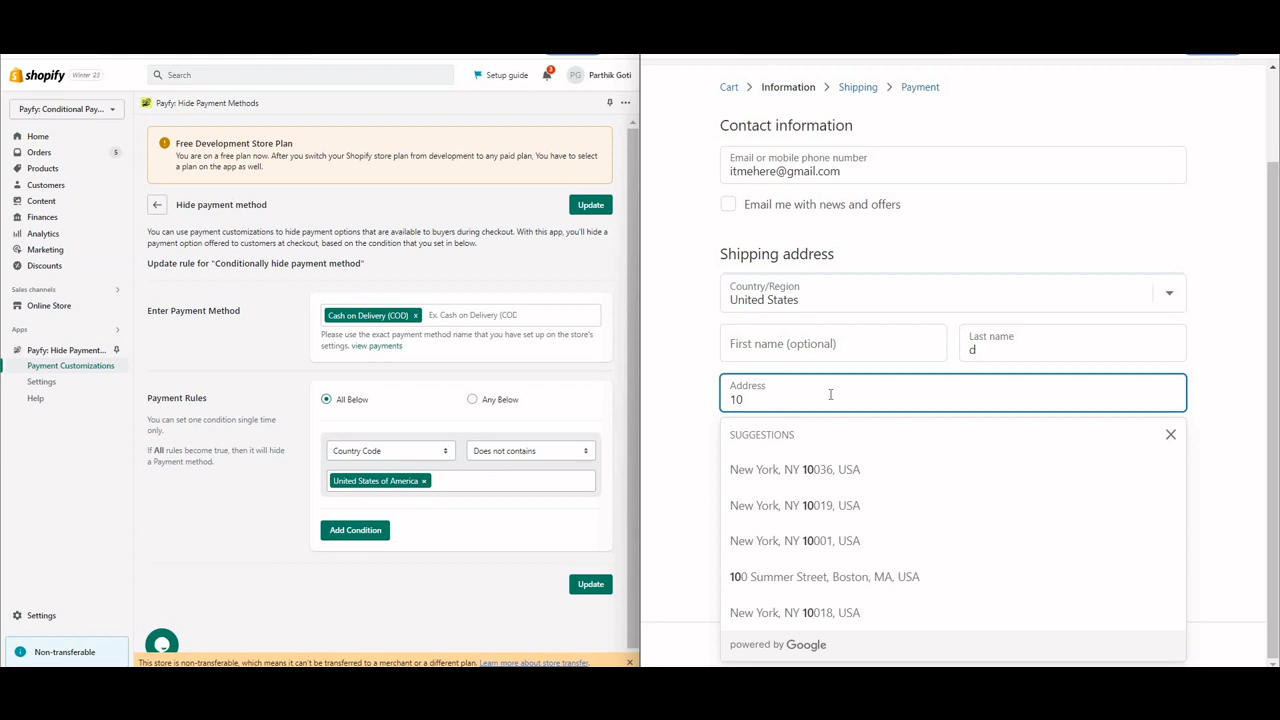 shopify Winter '23
Search
Setup guide
3
PG
Parthik Goti
Payfy: Conditional Pay...
Home
Orders 5
Products
Customers
Content
Finances
Analytics
Marketing
Discounts
Sales channels
Online Store
Apps
Payfy: Hide Payment...
Payment Customizations
Settings
Help
Settings
Non-transferable
Payfy: Hide Payment Methods
Free Development Store Plan
You are on a free plan now. After you switch your Shopify store plan from development to any paid plan, You have to select
a plan on the app as well.
Hide payment method
Update
You can use payment customizations to hide payment options that are available to buyers during checkout. With this app, you'll hide a
payment option offered to customers at checkout, based on the condition that you set in below.
Update rule for "Conditionally hide payment method"
Enter Payment Method
Cash on Delivery (COD) × Ex. Cash on Delivery (COD
Please use the exact payment method name that you have set up on the store's
settings. view payments
Payment Rules
You can set one condition single time
only.
If All rules become true, then it will hide
a Payment method.
All Below
Any Below
Country Code
Does not contains
United States of America ×
Add Condition
Update
This store is non-transferable, which means it can't be transferred to a merchant or a different plan. Learn more about store transfer.
Cart > Information > Shipping > Payment
Contact information
Email or mobile phone number
itmehere@gmail.com
Email me with news and offers
Shipping address
Country/Region
United States
First name (optional)
Last name
d
Address
10
SUGGESTIONS
New York, NY 10036, USA
New York, NY 10019, USA
New York, NY 10001, USA
100 Summer Street, Boston, MA, USA
New York, NY 10018, USA
powered by Google